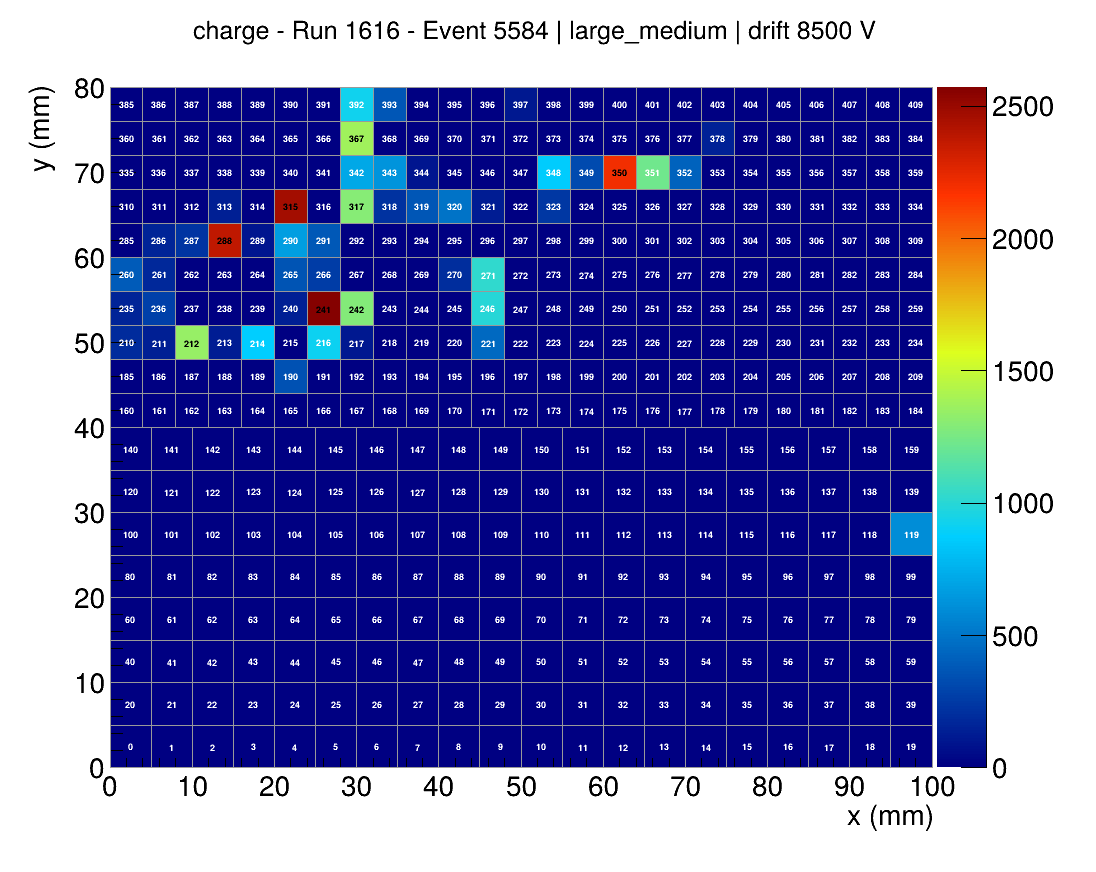 charge - Run 1616 - Event 5584 | large_medium | drift 8500 V
y (mm)
80
385 386 387 388 389 390 391 392 393 394 395 396 397 398 399 400 401 402 403 404 405 406 407 408 409
2500
360 361 362 363 364 365 366 367 368 369 370 371 372 373 374 375 376 377 378 379 380 381 382 383 384
70
335 336 337 338 339 340 341 342 343 344 345 346 347 348 349 350 351 352 353 354 355 356 357 358 359
310 311 312 313 314 315 316 317 318 319 320 321 322 323 324 325 326 327 328 329 330 331 332 333 334
2000
285 286 287 288 289 290 291 292 293 294 295 296 297 298 299 300 301 302 303 304 305 306 307 308 309
60
260 261 262 263 264 265 266 267 268 269 270 271 272 273 274 275 276 277 278 279 280 281 282 283 284
235 236 237 238 239 240 241 242 243 244 245 246 247 248 249 250 251 252 253 254 255 256 257 258 259
50
210 211 212 213 214 215 216 217 218 219 220 221 222 223 224 225 226 227 228 229 230 231 232 233 234
1500
185 186 187 188 189 190 191 192 193 194 195 196 197 198 199 200 201 202 203 204 205 206 207 208 209
160 161 162 163 164 165 166 167 168 169 170 171 172 173 174 175 176 177 178 179 180 181 182 183 184
40
140 141 142 143 144 145 146 147 148 149 150 151 152 153 154 155 156 157 158 159
120 121 122 123 124 125 126 127 128 129 130 131 132 133 134 135 136 137 138 139
1000
30
100 101 102 103 104 105 106 107 108 109 110 111 112 113 114 115 116 117 118 119
80 81 82 83 84 85 86 87 88 89 90 91 92 93 94 95 96 97 98 99
20
60 61 62 63 64 65 66 67 68 69 70 71 72 73 74 75 76 77 78 79
500
40 41 42 43 44 45 46 47 48 49 50 51 52 53 54 55 56 57 58 59
10
20 21 22 23 24 25 26 27 28 29 30 31 32 33 34 35 36 37 38 39
0 1 2 3 4 5 6 7 8 9 10 11 12 13 14 15 16 17 18 19
0
0
0 10 20 30 40 50 60 70 80 90 100
x (mm)